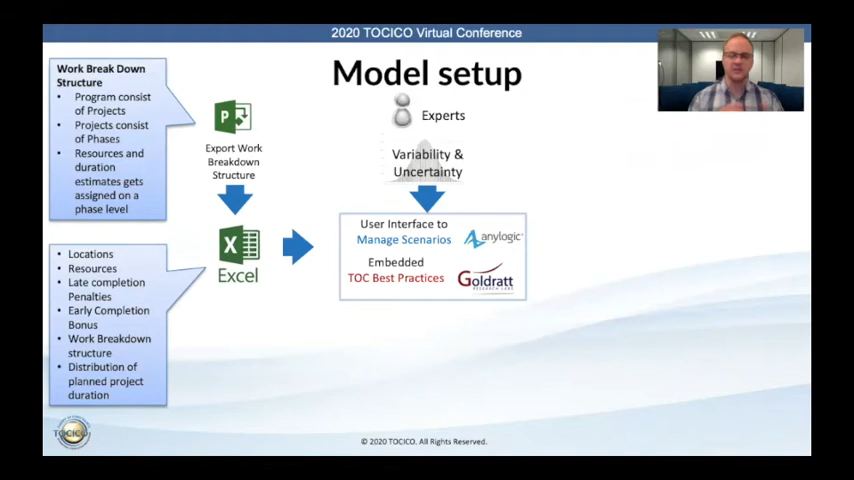 2020 TOCICO Virtual Conference
Model setup
Work Break Down
Structure
• Program consist
of Projects
• Projects consist
of Phases
• Resources and
duration
estimates gets
assigned on a
phase level
P
Export Work
Breakdown
Structure
Experts
Variability &
Uncertainty
User Interface to
Manage Scenarios
anylogic
Embedded
TOC Best Practices
Goldratt
RESEARCH LABS
X
Excel
• Locations
• Resources
• Late completion
Penalties
• Early Completion
Bonus
• Work Breakdown
structure
• Distribution of
planned project
duration
TOCICO
© 2020 TOCICO. All Rights Reserved.